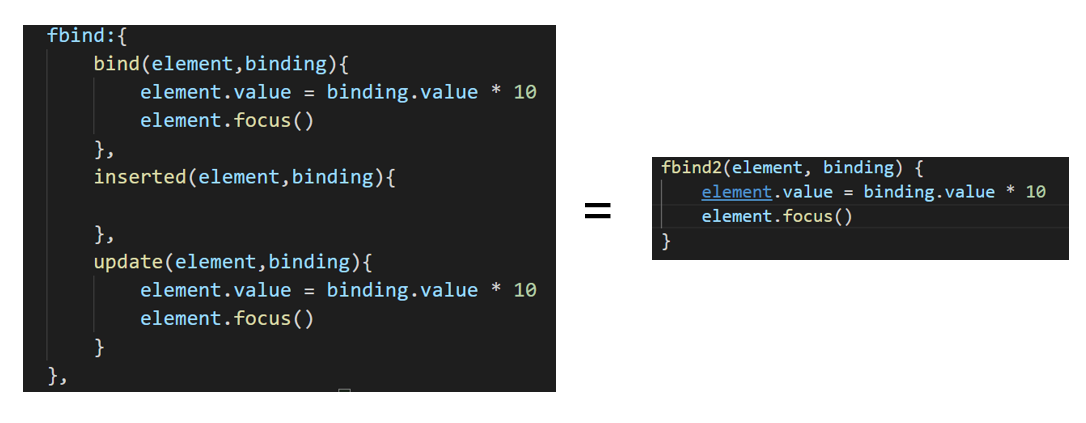 fbind:{
bind(element,binding){
element.value = binding.value * 10
element.focus()
},
inserted(element,binding){
},
update(element,binding){
element.value = binding.value * 10
element.focus()
}
},
=
fbind2(element, binding) {
element.value = binding.value * 10
element.focus()
}